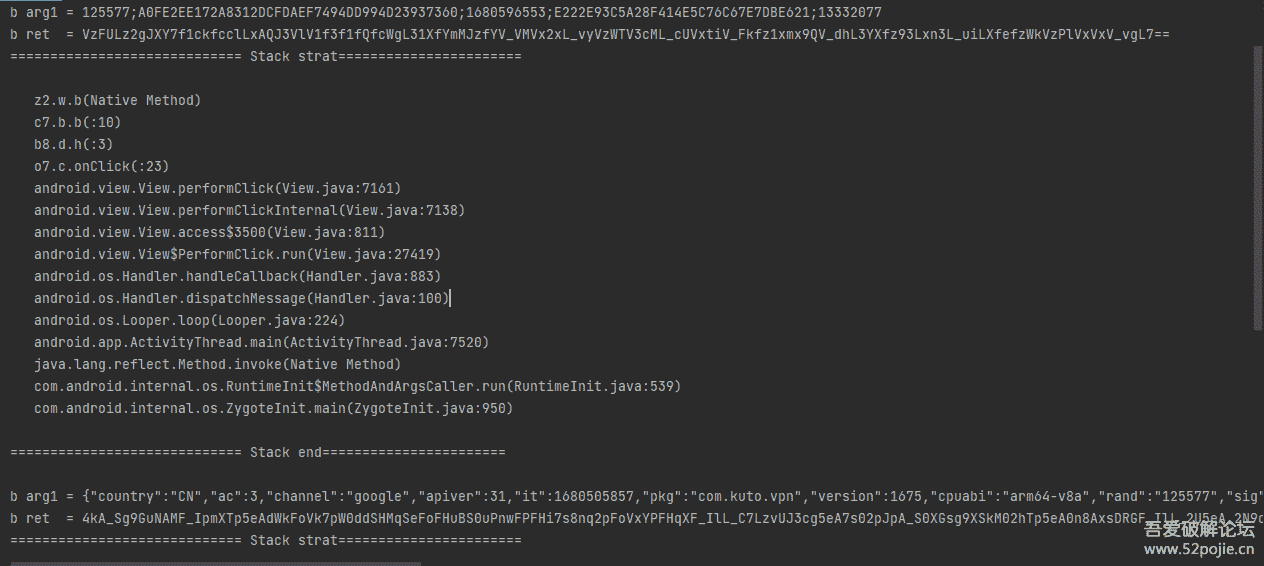 b arg1 = 125577;A0FE2EE172A8312DCFDAEF7494DD994D23937360;1680596553;E222E93C5A28F414E5C76C67E7DBE621;13332077
b ret  = VzFULz2gJXY7f1ckfcclLxAQJ3VlV1f3f1fQfcWgL31XfYmMJzfYV_VMVx2xL_vyVzWTV3cML_cUVxtiV_Fkfz1xmx9QV_dhL3YXfz93Lxn3L_uiLXfefzWkVzPlVxVxV_vgL7==
============================= Stack strat=======================
z2.w.b(Native Method)
c7.b.b(:10)
b8.d.h(:3)
o7.c.onClick(:23)
android.view.View.performClick(View.java:7161)
android.view.View.performClickInternal(View.java:7138)
android.view.View.access$3500(View.java:811)
android.view.View$PerformClick.run(View.java:27419)
android.os.Handler.handleCallback(Handler.java:883)
android.os.Handler.dispatchMessage(Handler.java:100)
android.os.Looper.loop(Looper.java:224)
android.app.ActivityThread.main(ActivityThread.java:7520)
java.lang.reflect.Method.invoke(Native Method)
com.android.internal.os.RuntimeInit$MethodAndArgsCaller.run(RuntimeInit.java:539)
com.android.internal.os.ZygoteInit.main(ZygoteInit.java:950)
============================= Stack end=======================
b arg1 = {"country":"CN","ac":3,"channel":"google","apiver":31,"it":1680505857,"pkg":"com.kuto.vpn","version":1675,"cpuabi":"arm64-v8a","rand":"125577","sig"
b ret  =
============================= Stack strat=======================
吾爱破解论坛
www.52pojie.cn